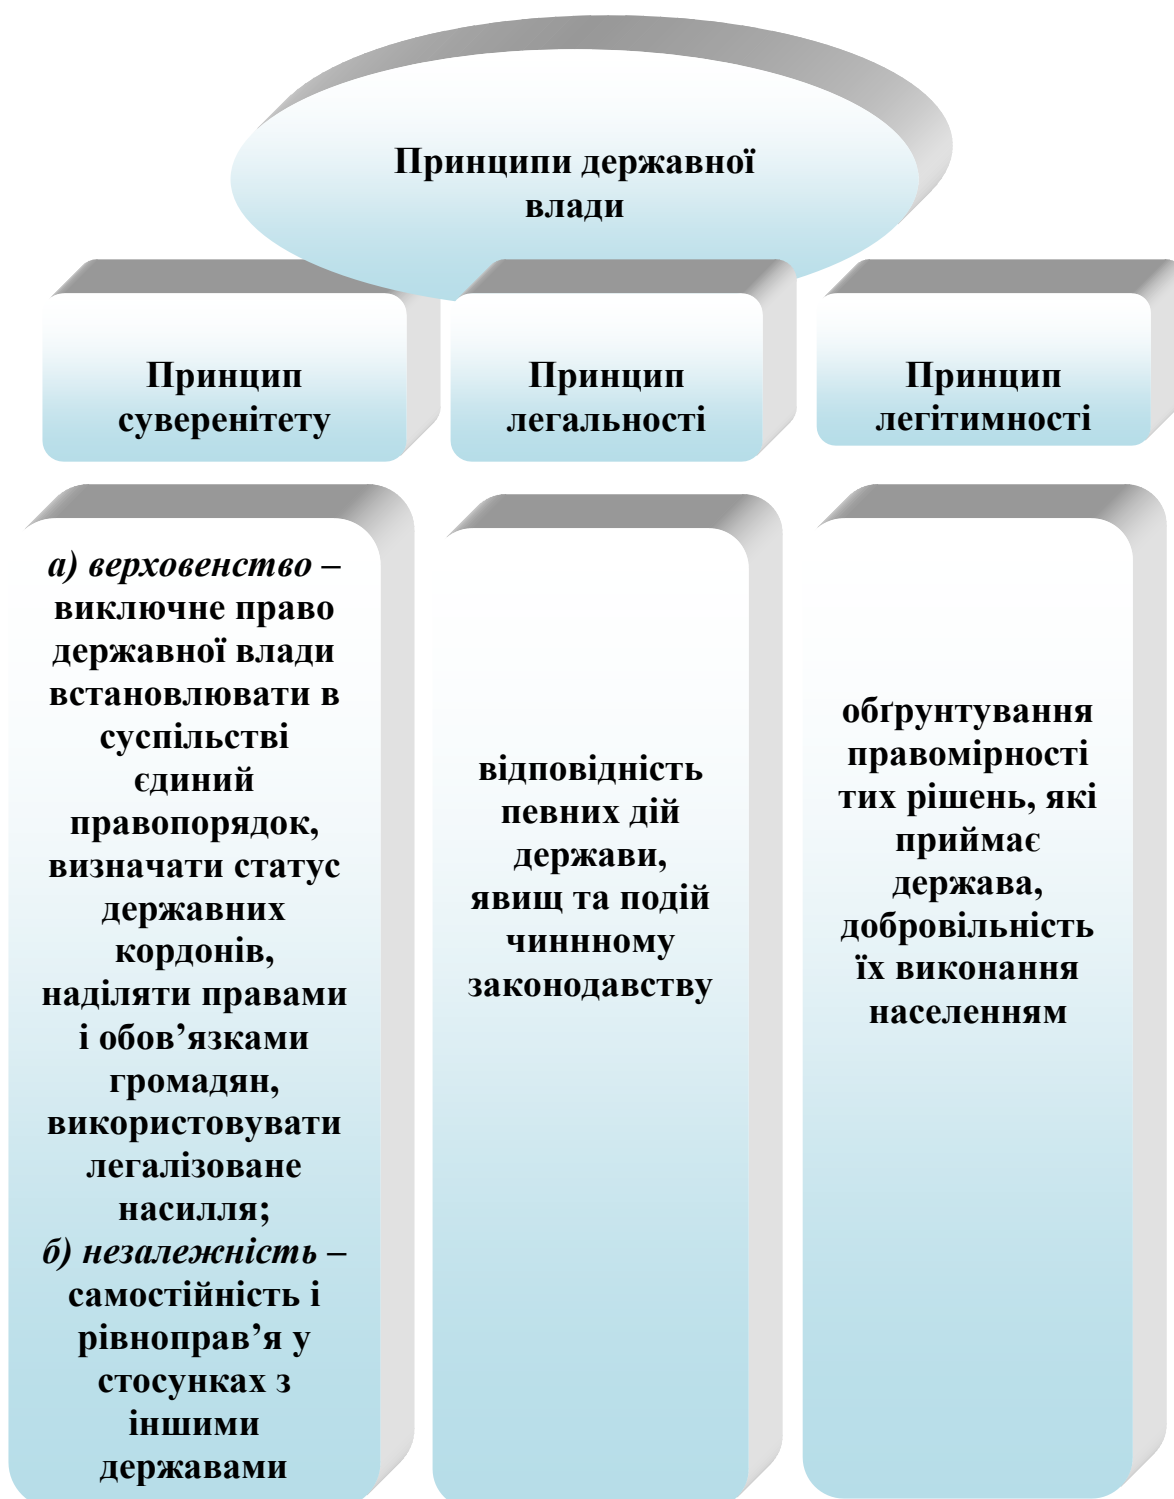 Принципи державної
влади
Принцип
суверенітету
Принцип
легальності
Принцип
легітимності
а) верховенство –
виключне право
державної влади
встановлювати в
суспільстві
єдиний
правопорядок,
визначати статус
державних
кордонів,
наділяти правами
і обов’язками
громадян,
використовувати
легалізоване
насилля;
б) незалежність –
самостійність і
рівноправ’я у
стосунках з
іншими
державами
відповідність
певних дій
держави,
явищ та подій
чиннному
законодавству
обґрунтування
правомірності
тих рішень, які
приймає
держава,
добровільність
їх виконання
населенням